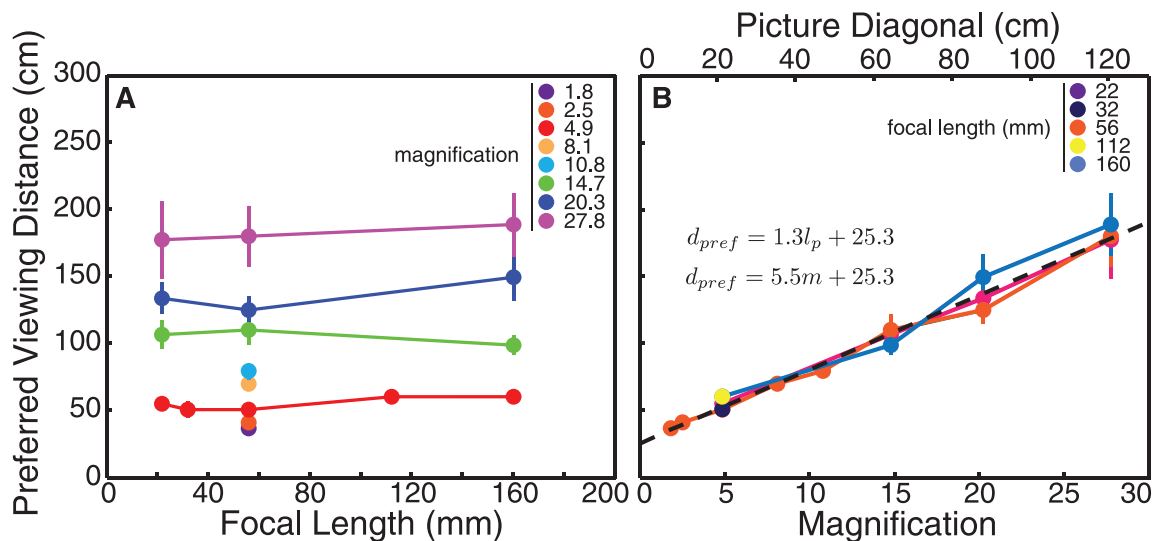 Picture Diagonal (cm)
0 20 40 60 80 100 120
Preferred Viewing Distance (cm)
300
250
200
150
100
50
0
A
magnification
1.8
2.5
4.9
8.1
10.8
14.7
20.3
27.8
0 40 80 120 160 200
Focal Length (mm)
B
focal length (mm)
22
32
56
112
160
d_pref = 1.3l_p + 25.3
d_pref = 5.5m + 25.3
0 5 10 15 20 25 30
Magnification